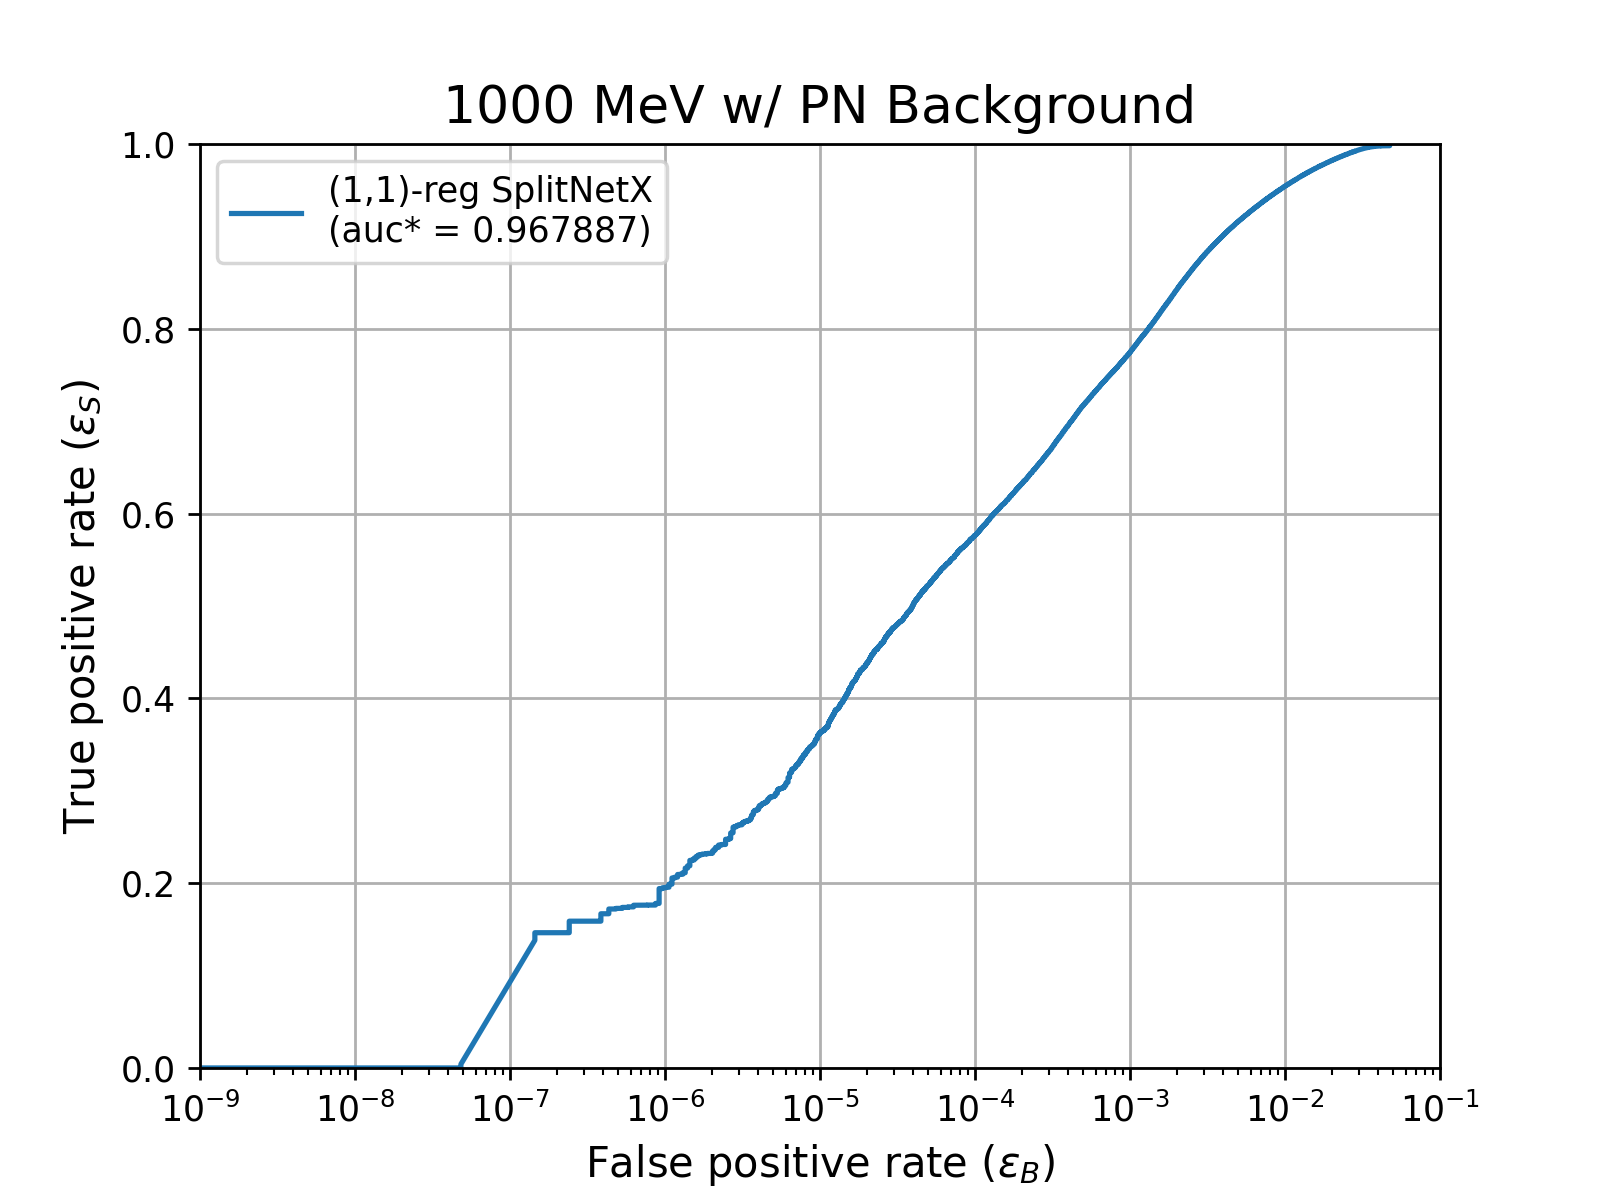 1000 MeV w/ PN Background
(1,1)-reg SplitNetX
(auc* = 0.967887)
1.0
0.8
0.6
0.4
0.2
0.0
True positive rate (εS)
10⁻⁹ 10⁻⁸ 10⁻⁷ 10⁻⁶ 10⁻⁵ 10⁻⁴ 10⁻³ 10⁻² 10⁻¹
False positive rate (εB)